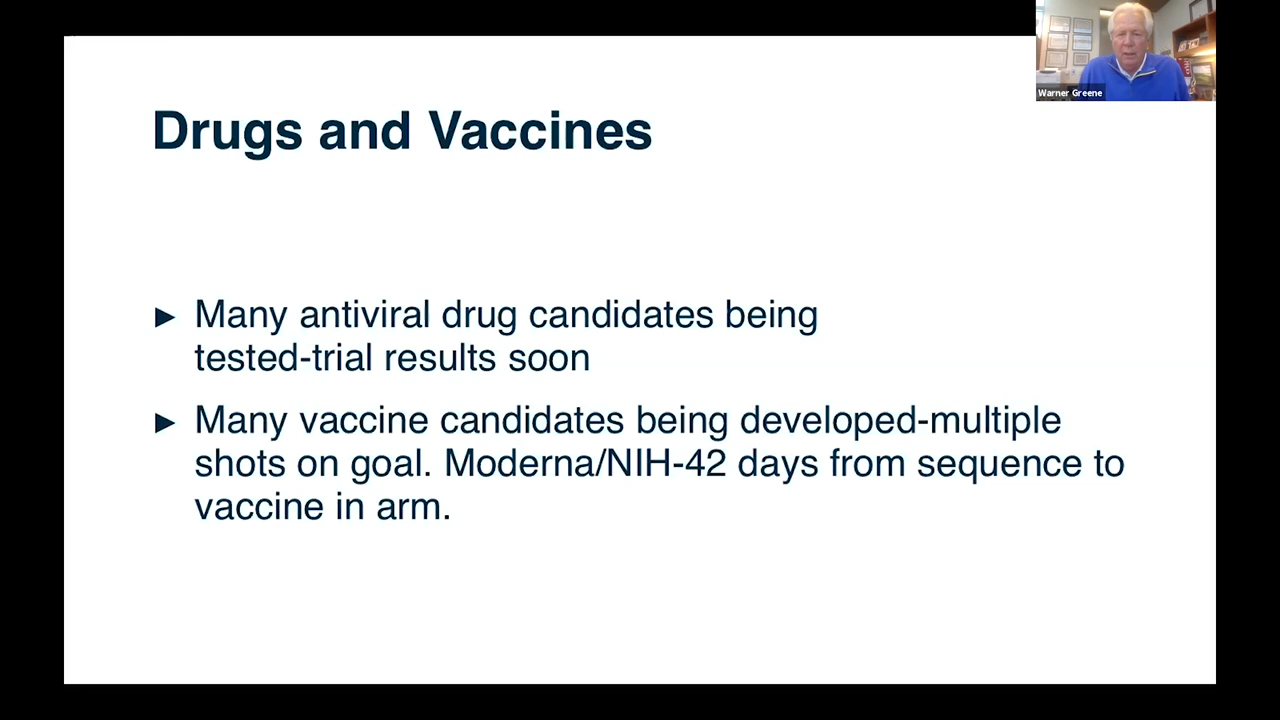 Warner Greene
Drugs and Vaccines
► Many antiviral drug candidates being
tested-trial results soon
► Many vaccine candidates being developed-multiple
shots on goal. Moderna/NIH-42 days from sequence to
vaccine in arm.